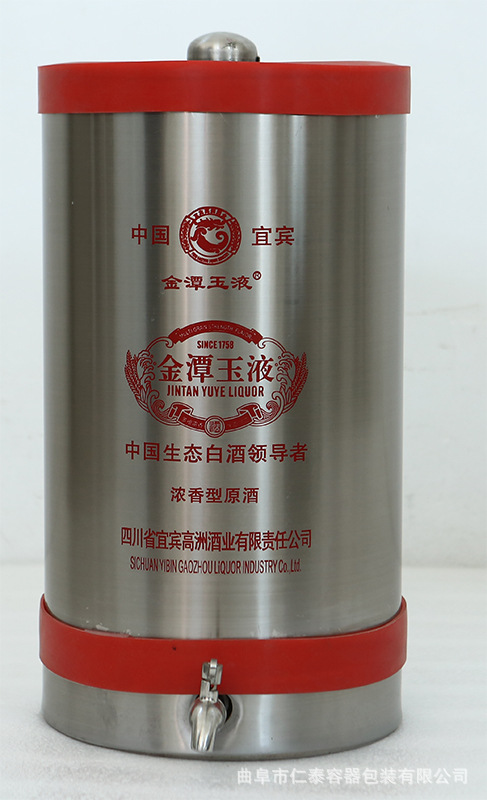 中国 宜宾
金潭玉液®
SINCE 1758
金潭玉液
JINTAN YUYE LIQUOR
中国生态白酒领导者
浓香型原酒
四川省宜宾高洲酒业有限责任公司
SICHUAN YIBIN GAOZHOU LiQUOR INDUSTRY Co. Ltd.
曲阜市仁泰容器包装有限公司